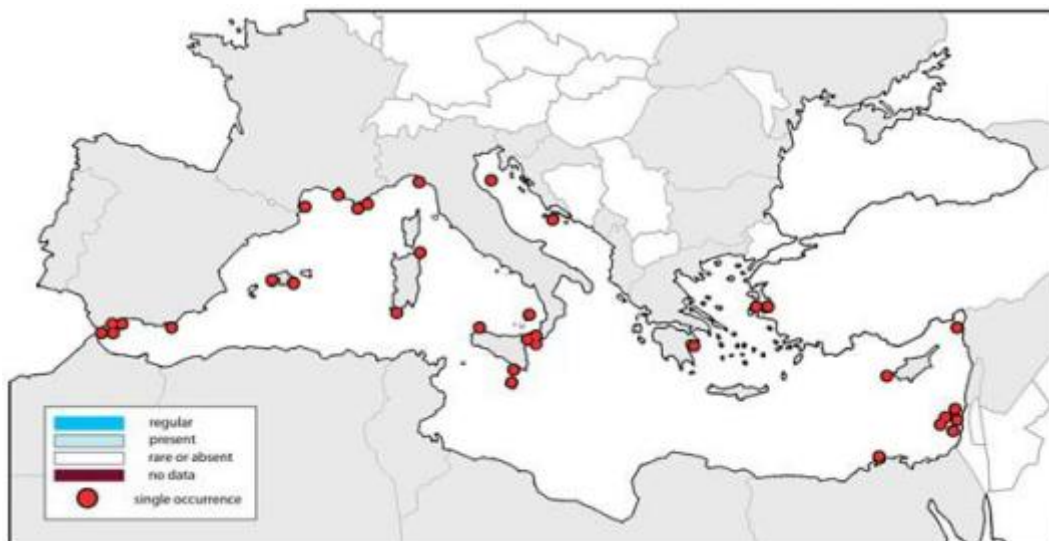 regular
present
rare or absent
no data
single occurrence